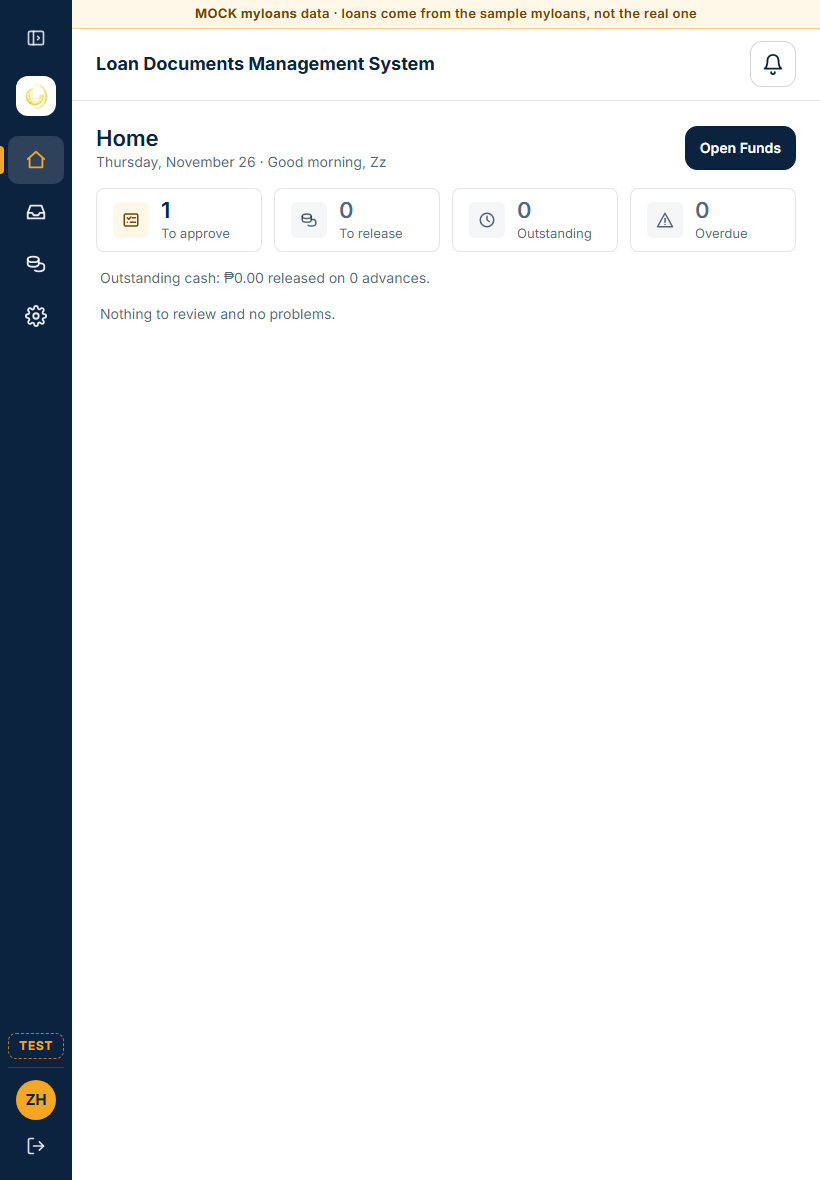 MOCK myloans data · loans come from the sample myloans, not the real one
Loan Documents Management System
Home
Thursday, November 26 · Good morning, Zz
Open Funds
1
To approve
0
To release
0
Outstanding
0
Overdue
Outstanding cash: ₱0.00 released on 0 advances.
Nothing to review and no problems.
TEST
ZH